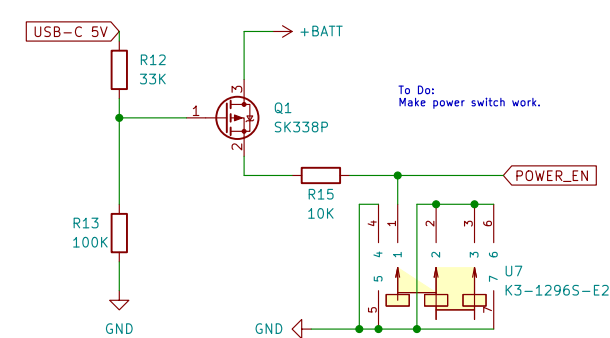 USB-C 5V
R12
33K
+BATT
To Do:
Make power switch work.
3
1
Q1
SK338P
2
R15
10K
POWER_EN
R13
100K
4
1
2
3
6
4
1
2
3
6
5
7
U7
K3-1296S-E2
5
7
GND
GND